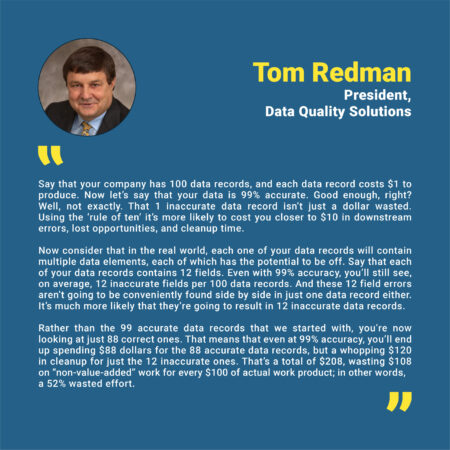 Tom Redman
President,
Data Quality Solutions
"
Say that your company has 100 data records, and each data record costs $1 to
produce. Now let’s say that your data is 99% accurate. Good enough, right?
Well, not exactly. That 1 inaccurate data record isn’t just a dollar wasted.
Using the ‘rule of ten’ it’s more likely to cost you closer to $10 in downstream
errors, lost opportunities, and cleanup time.
Now consider that in the real world, each one of your data records will contain
multiple data elements, each of which has the potential to be off. Say that each
of your data records contains 12 fields. Even with 99% accuracy, you’ll still see,
on average, 12 inaccurate fields per 100 data records. And these 12 field errors
aren’t going to be conveniently found side by side in just one data record either.
It’s much more likely that they’re going to result in 12 inaccurate data records.
Rather than the 99 accurate data records that we started with, you’re now
looking at just 88 correct ones. That means that even at 99% accuracy, you’ll end
up spending $88 dollars for the 88 accurate data records, but a whopping $120
in cleanup for just the 12 inaccurate ones. That’s a total of $208, wasting $108
on “non-value-added” work for every $100 of actual work product; in other words,
a 52% wasted effort.
"